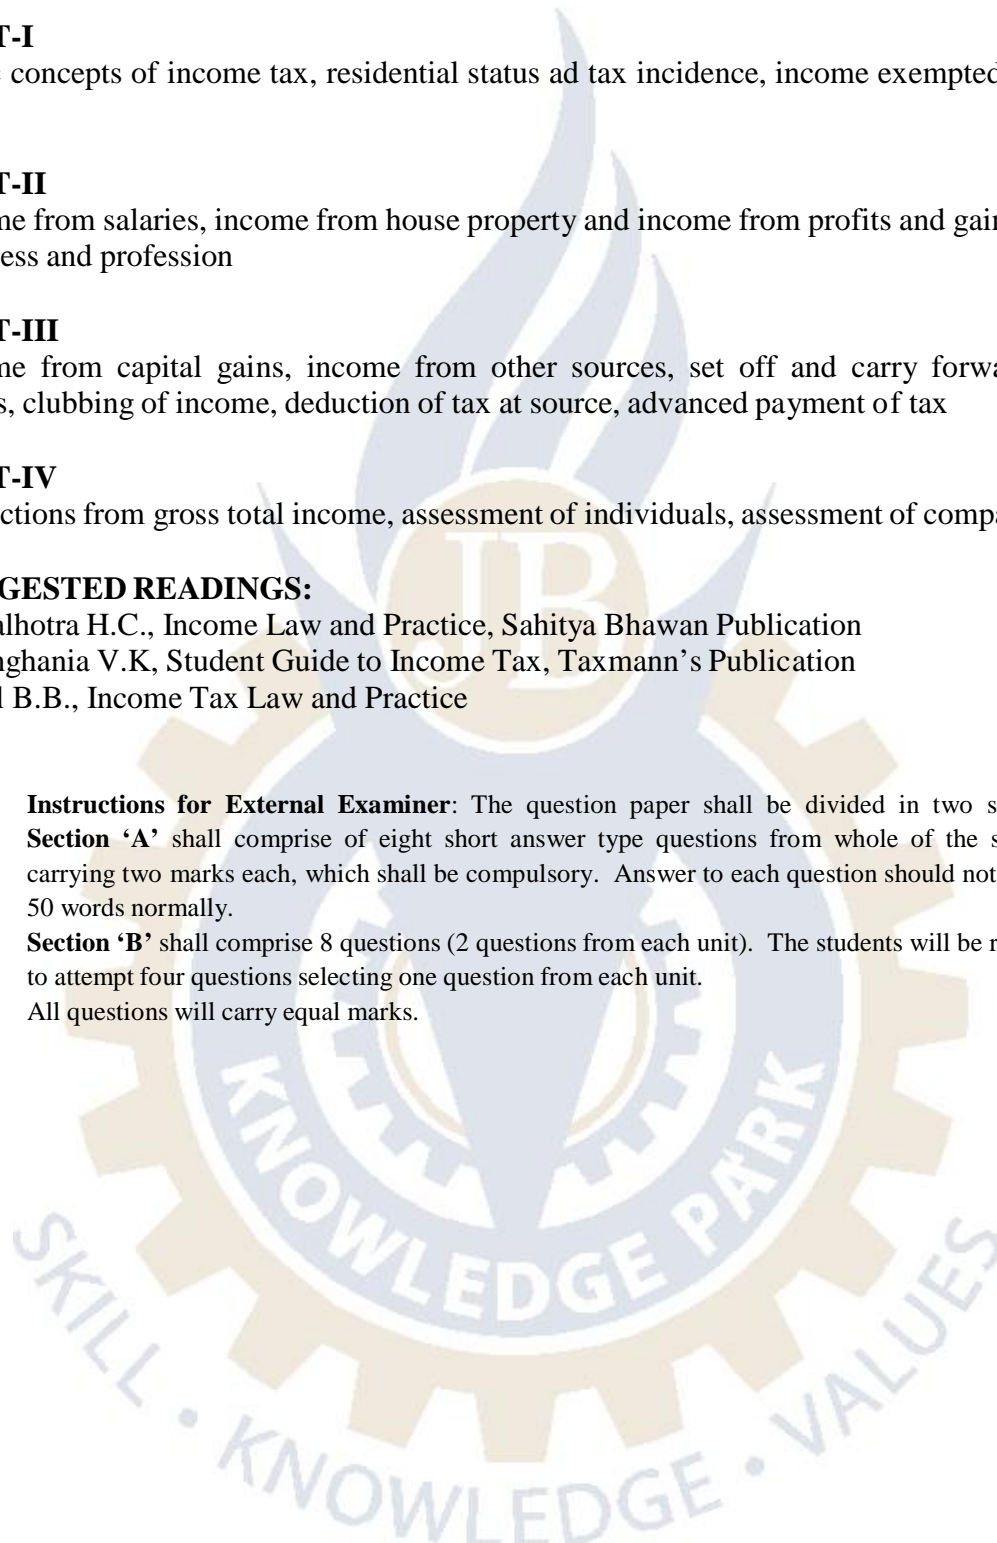 T-I
concepts of income tax, residential status ad tax incidence, income exempted
T-II
me from salaries, income from house property and income from profits and gain
ess and profession
T-III
me from capital gains, income from other sources, set off and carry forwa
s, clubbing of income, deduction of tax at source, advanced payment of tax
T-IV
ctions from gross total income, assessment of individuals, assessment of compa
GESTED READINGS:
alhotra H.C., Income Law and Practice, Sahitya Bhawan Publication
nghania V.K, Student Guide to Income Tax, Taxmann’s Publication
l B.B., Income Tax Law and Practice
Instructions for External Examiner: The question paper shall be divided in two s
Section ‘A’ shall comprise of eight short answer type questions from whole of the s
carrying two marks each, which shall be compulsory. Answer to each question should not
50 words normally.
Section ‘B’ shall comprise 8 questions (2 questions from each unit). The students will be r
to attempt four questions selecting one question from each unit.
All questions will carry equal marks.
JB
KNOWLEDGE PARK
SKILL • KNOWLEDGE • VALUES